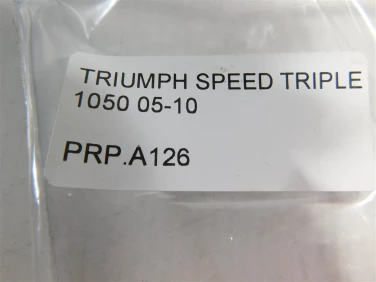 TRIUMPH SPEED TRIPLE
1050 05-10
PRP.A126